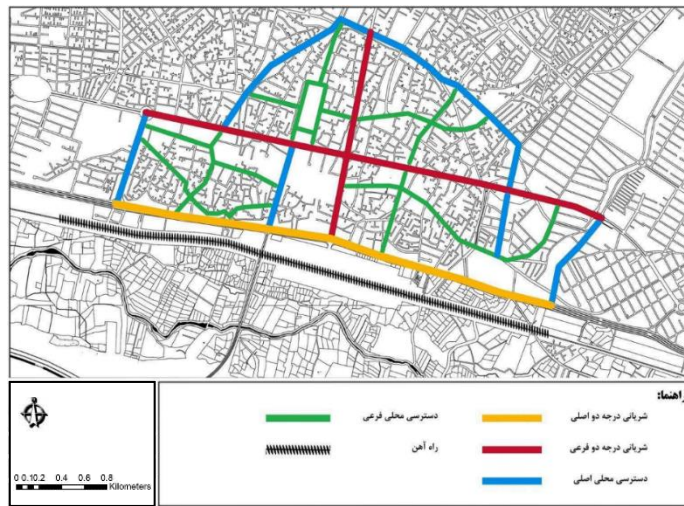 راهنما:
شریانی درجه دو اصلی
دسترسی محلی فرعی
شریانی درجه دو فرعی
راه آهن
دسترسی محلی اصلی
0 0.1 0.2 0.4 0.6 0.8
Kilometers